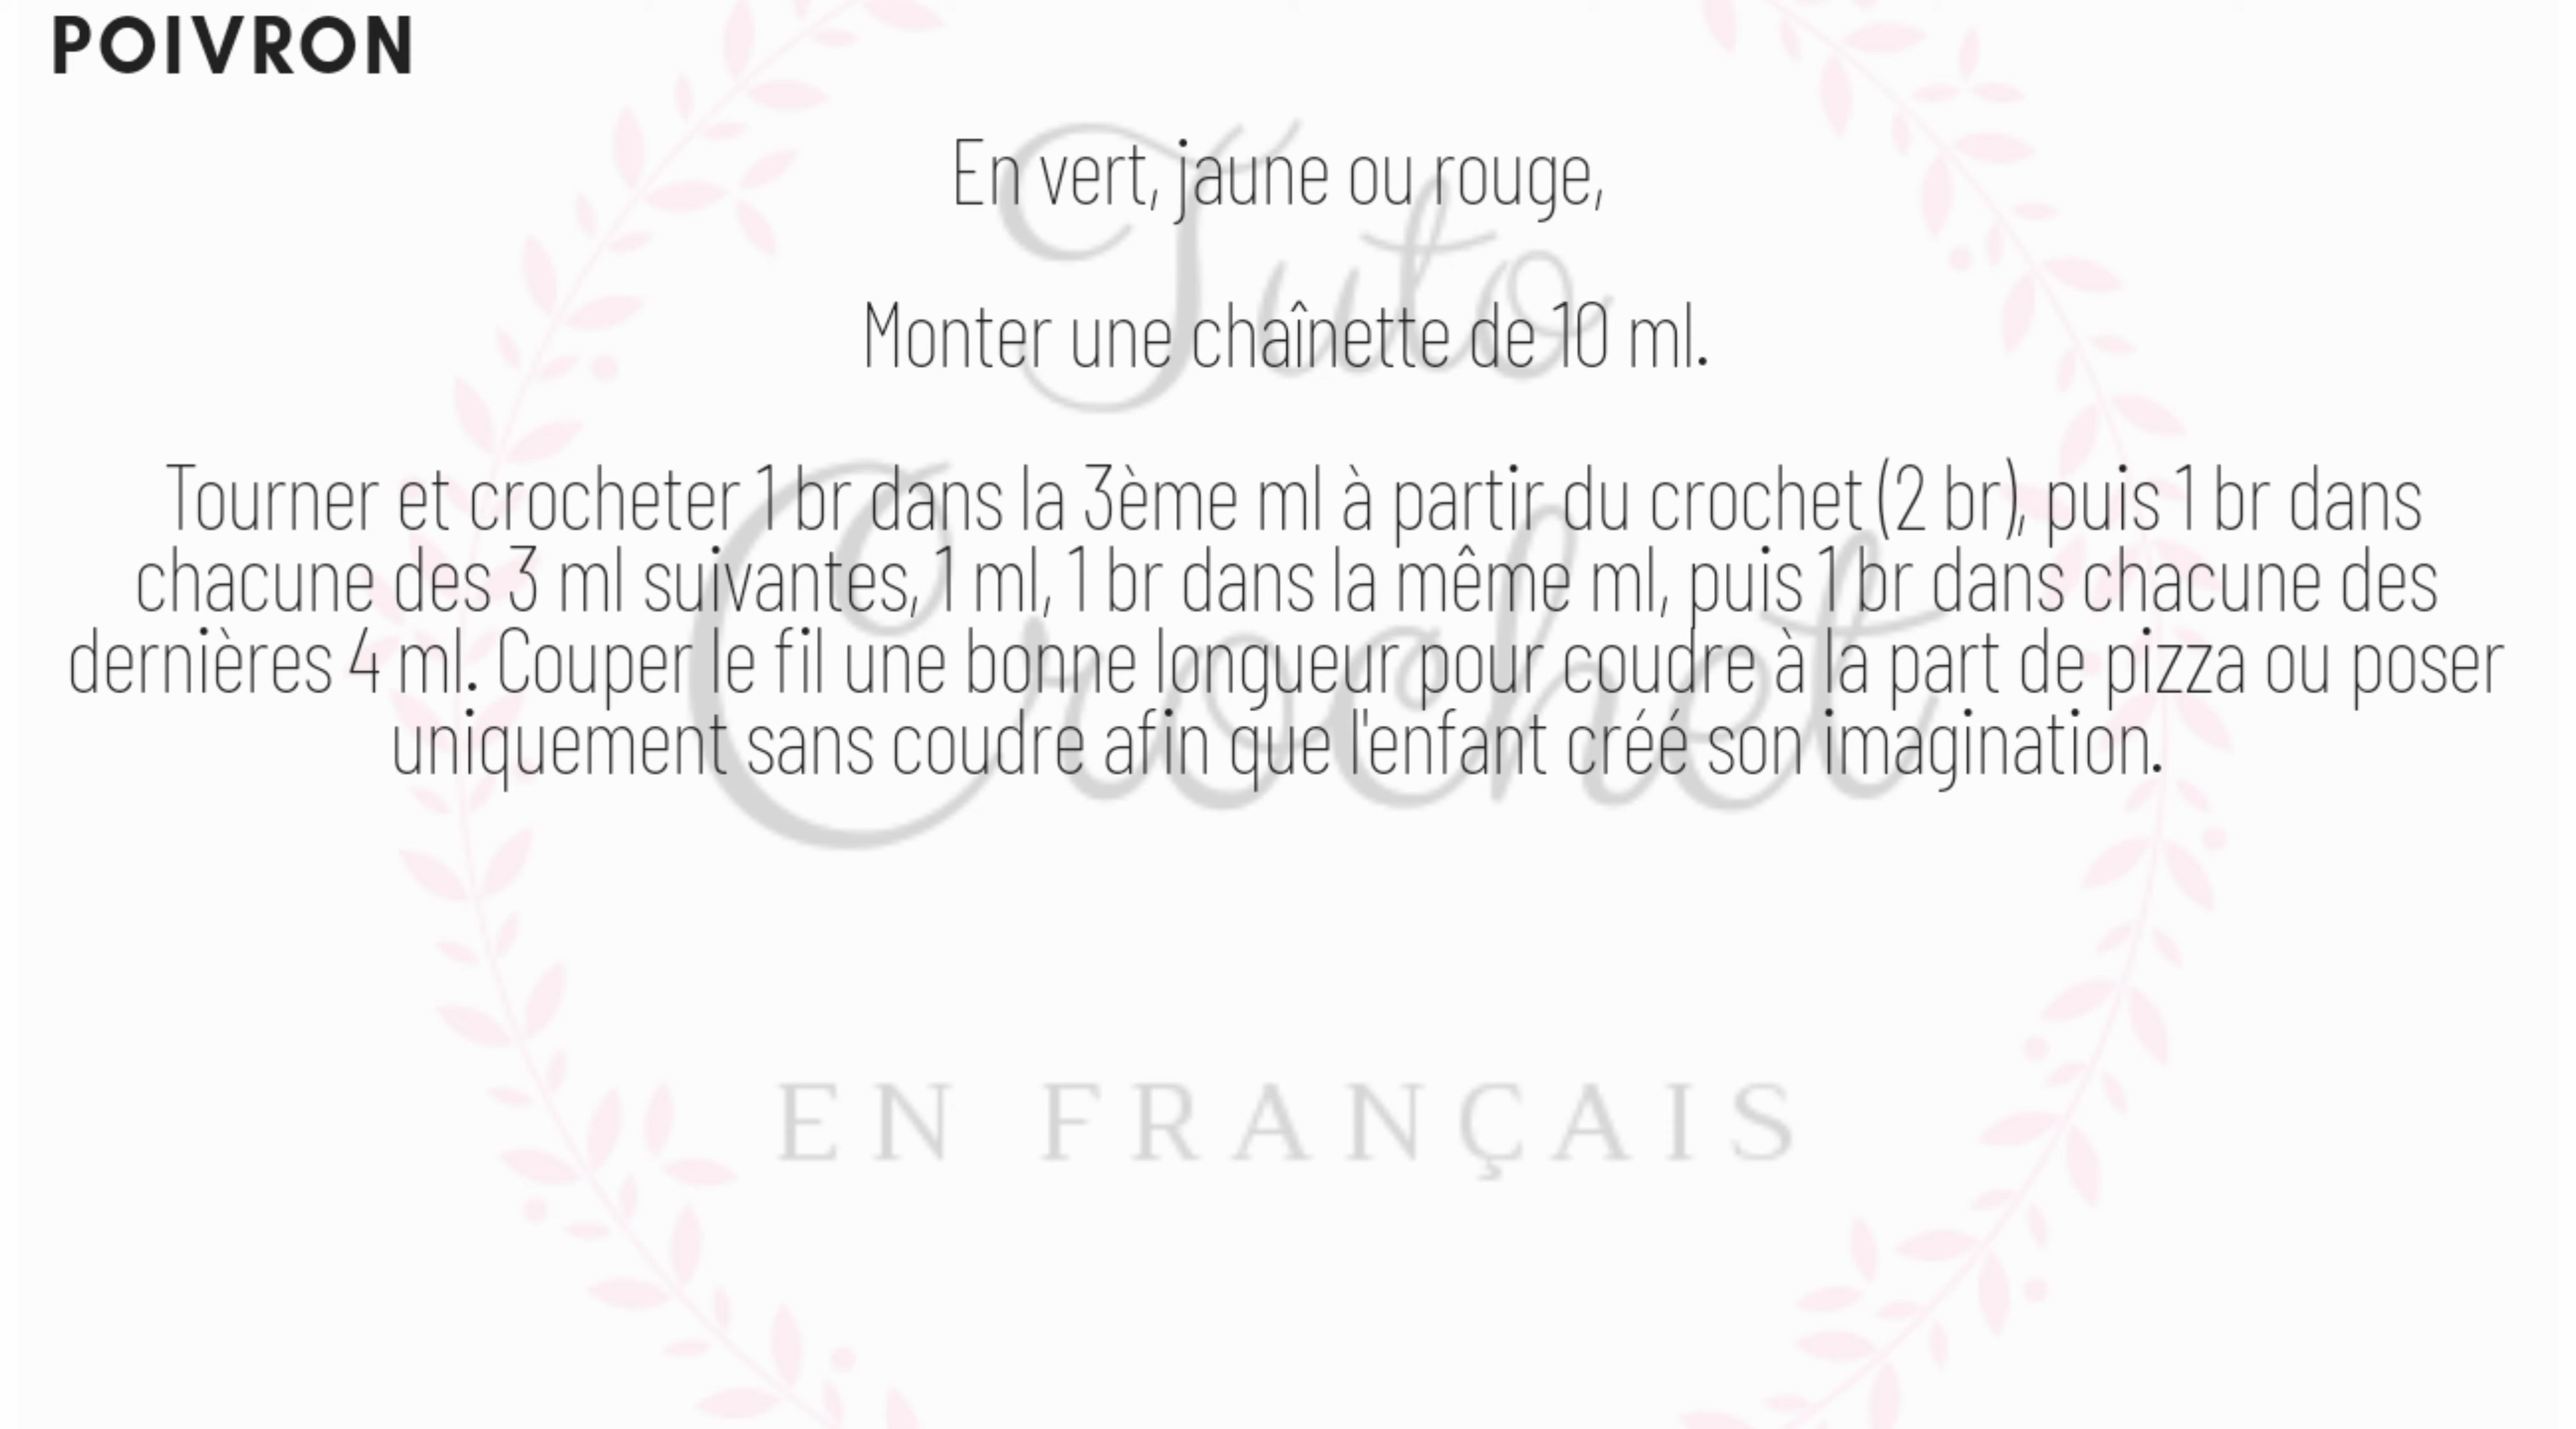 POIVRON
En vert, jaune ou rouge,
Monter une chaînette de 10 ml.
Tourner et crocheter 1 br dans la 3ème ml à partir du crochet (2 br), puis 1 br dans
chacune des 3 ml suivantes, 1 ml, 1 br dans la même ml, puis 1 br dans chacune des
dernières 4 ml. Couper le fil une bonne longueur pour coudre à la part de pizza ou poser
uniquement sans coudre afin que l'enfant créé son imagination.
Tuto
Crochet
EN FRANÇAIS